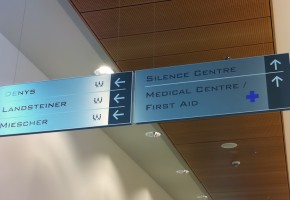 Denys W ←
Landsteiner W ←
Miescher W ←
Silence Centre ↑
Medical Centre / ↑
First Aid